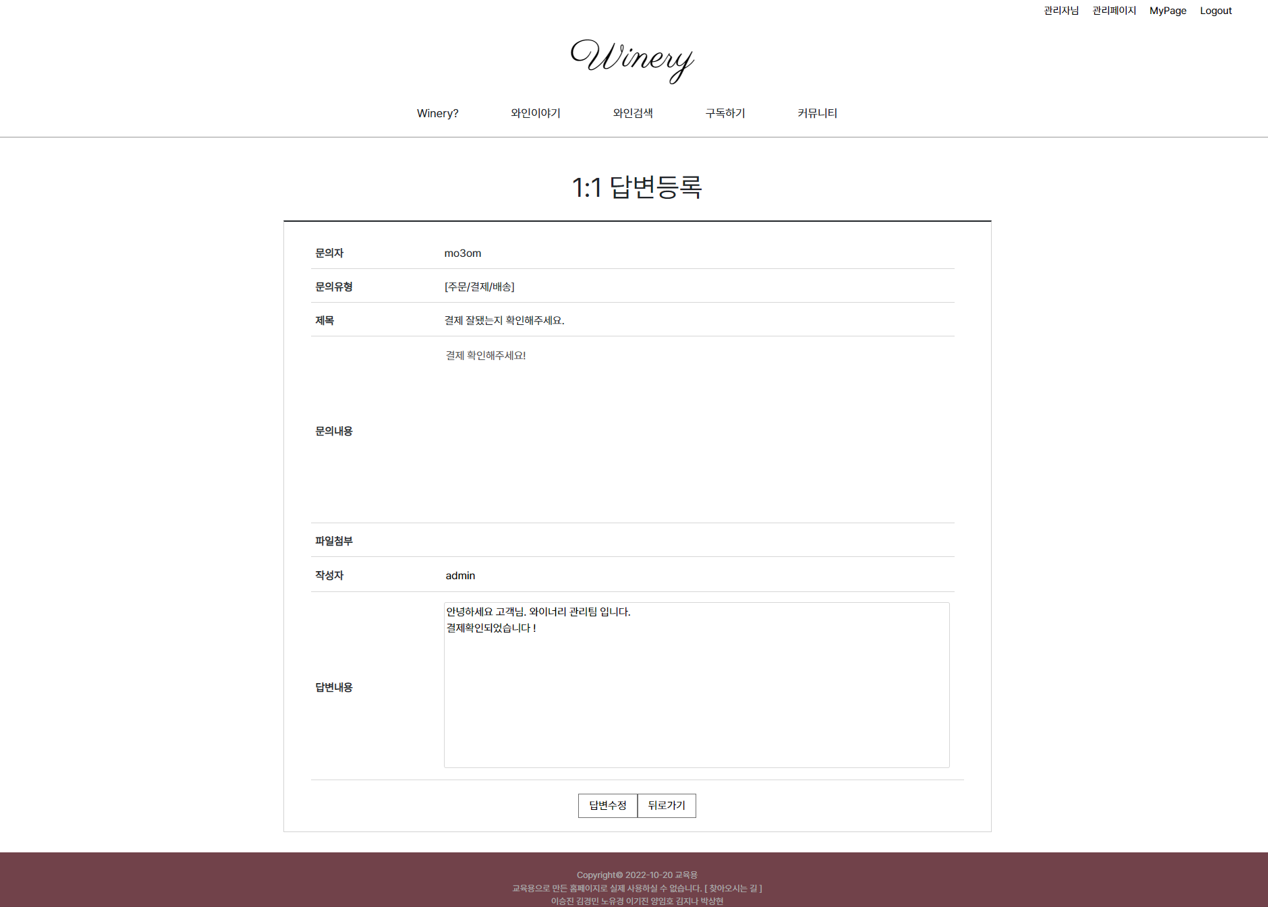 관리자님 관리페이지 MyPage Logout
Winery
Winery? 와인이야기 와인검색 구독하기 커뮤니티
1:1 답변등록
문의자 mo3om
문의유형 [주문/결제/배송]
제목 결제 잘됐는지 확인해주세요.
결제 확인해주세요!
문의내용
파일첨부
작성자 admin
안녕하세요 고객님. 와이너리 관리팀 입니다.
결제확인되었습니다 !
답변내용
답변수정 뒤로가기
Copyright© 2022-10-20 교육용
교육용으로 만든 홈페이지로 실제 사용하실 수 없습니다. [ 찾아오시는 길 ]
이승진 김경민 노유경 이기찬 양임호 김지나 박상현